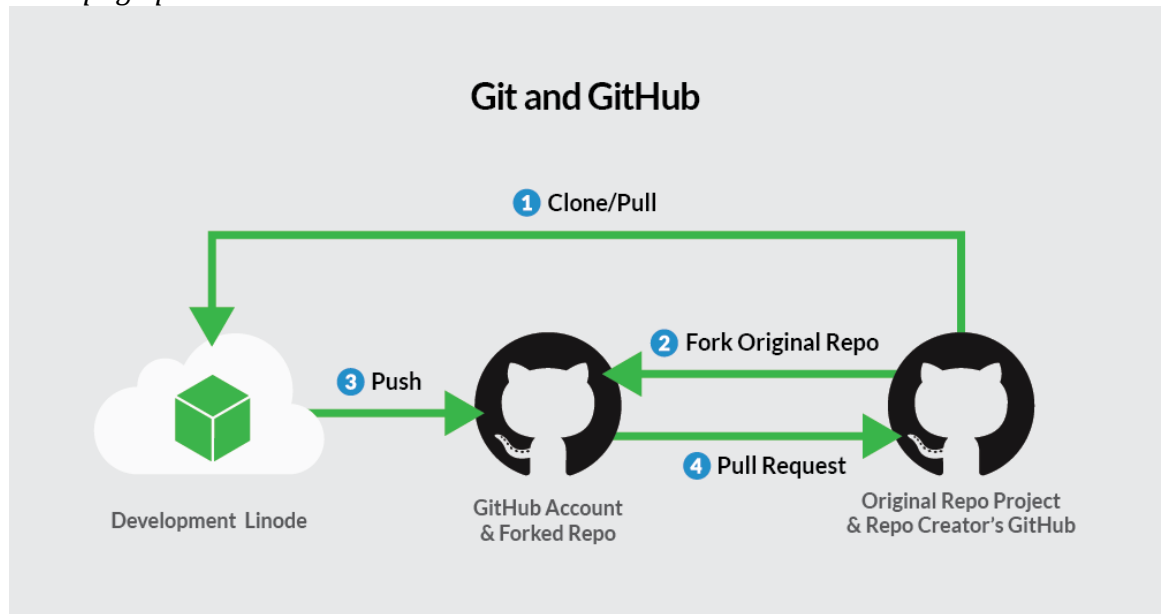 Git and GitHub
1 Clone/Pull
2 Fork Original Repo
3 Push
4 Pull Request
Development Linode
GitHub Account
& Forked Repo
Original Repo Project
& Repo Creator's GitHub